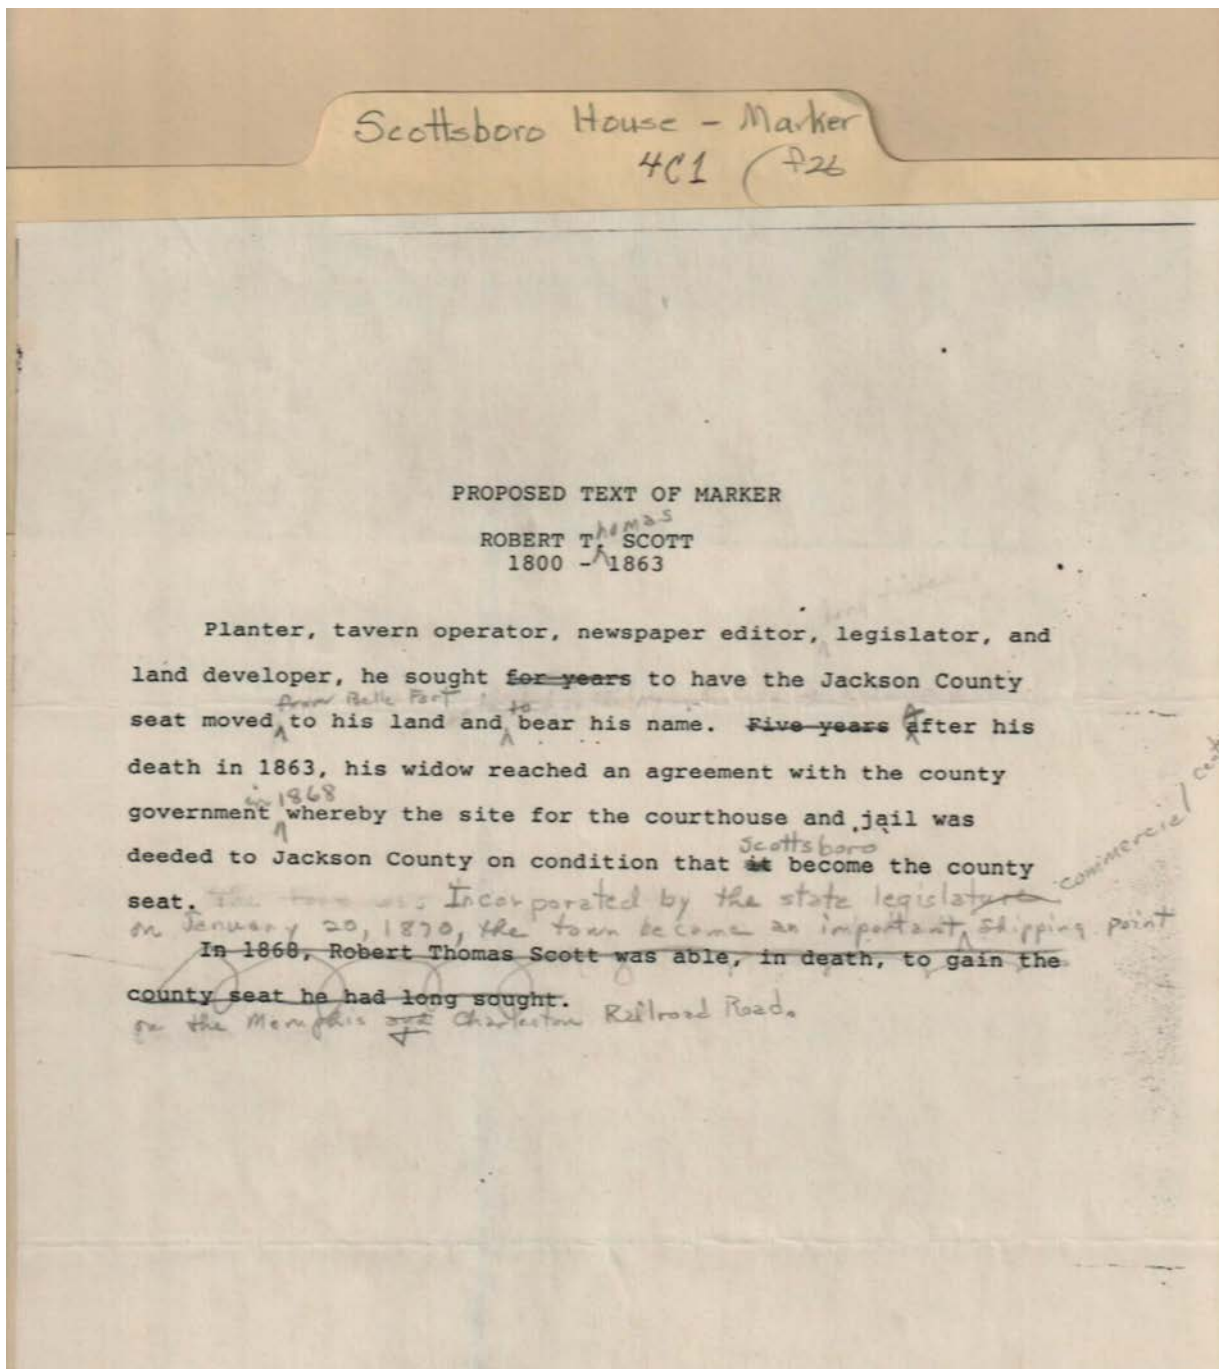 Scottsboro House - Marker
4C1 ( f26
PROPOSED TEXT OF MARKER
homas
ROBERT T. SCOTT
1800 - 1863
Planter, tavern operator, newspaper editor, legislator, and
land developer, he sought for years to have the Jackson County
from Belle Font to
seat moved to his land and bear his name. Five years After his
death in 1863, his widow reached an agreement with the county
in 1868
government whereby the site for the courthouse and jail was
Scottsboro
deeded to Jackson County on condition that it become the county
seat. Incorporated by the state legislature
commercial
on January 20, 1870, the town become an important shipping point
In 1868, Robert Thomas Scott was able, in death, to gain the
county seat he had long sought.
on the Memphis and Charleston Railroad Road.